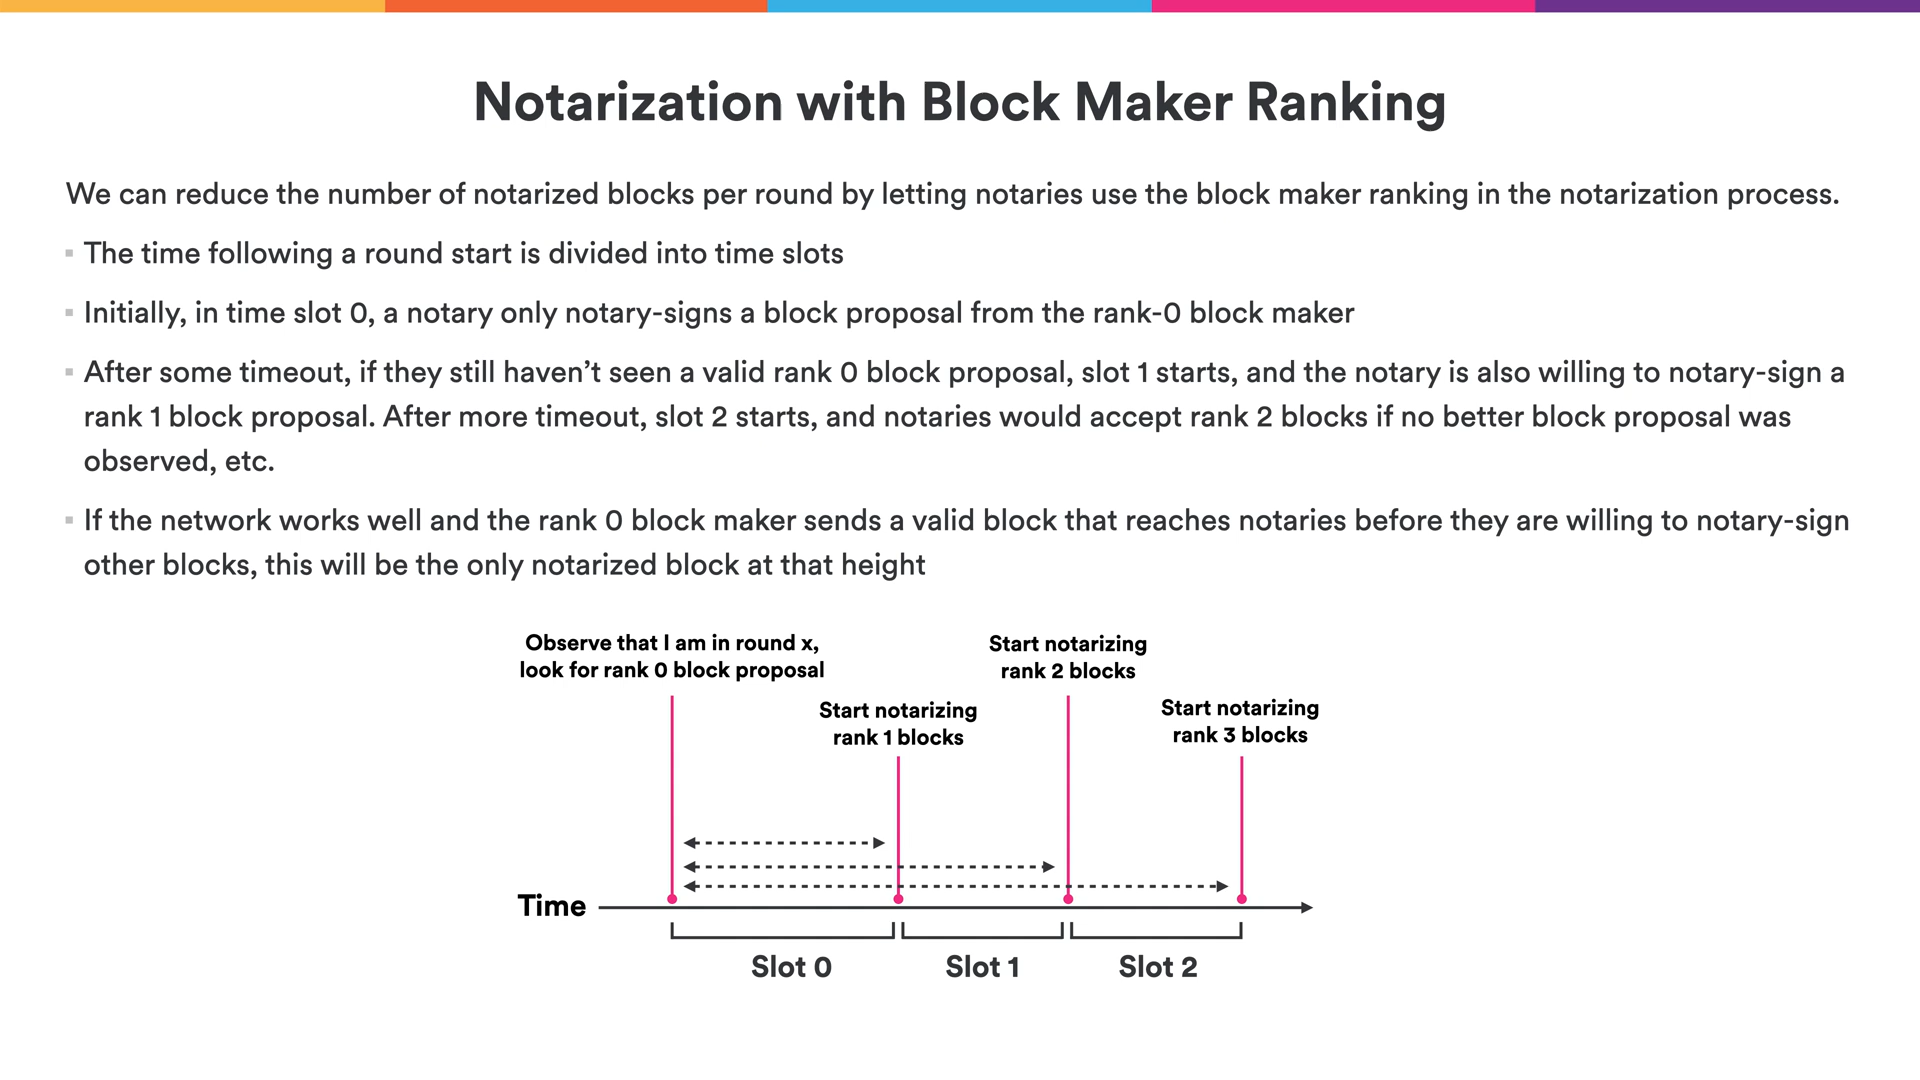 Notarization with Block Maker Ranking
We can reduce the number of notarized blocks per round by letting notaries use the block maker ranking in the notarization process.
▪ The time following a round start is divided into time slots
▪ Initially, in time slot 0, a notary only notary-signs a block proposal from the rank-0 block maker
▪ After some timeout, if they still haven’t seen a valid rank 0 block proposal, slot 1 starts, and the notary is also willing to notary-sign a
rank 1 block proposal. After more timeout, slot 2 starts, and notaries would accept rank 2 blocks if no better block proposal was
observed, etc.
▪ If the network works well and the rank 0 block maker sends a valid block that reaches notaries before they are willing to notary-sign
other blocks, this will be the only notarized block at that height
Observe that I am in round x,
look for rank 0 block proposal
Start notarizing
rank 1 blocks
Start notarizing
rank 2 blocks
Start notarizing
rank 3 blocks
Time
Slot 0
Slot 1
Slot 2